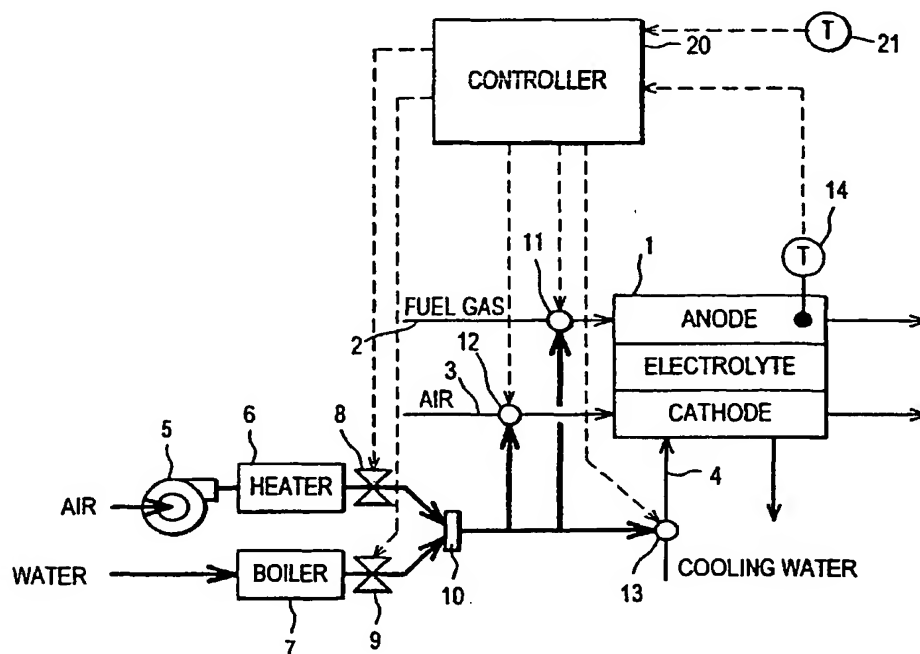 T
21
20
CONTROLLER
14
T
11
1
FUEL GAS
ANODE
2
12
ELECTROLYTE
AIR
3
CATHODE
5
6
8
4
HEATER
AIR
WATER
BOILER
10
13
COOLING WATER
7
9